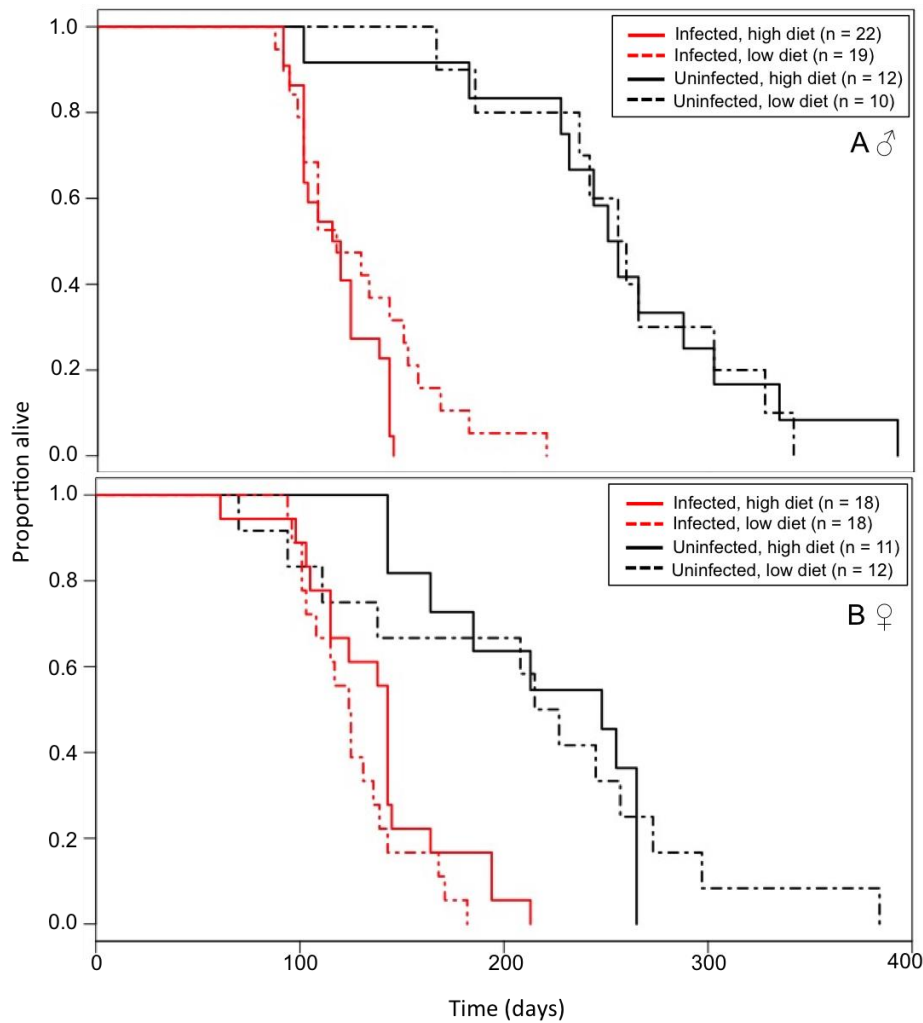 1.0
0.8
0.6
0.4
0.2
0.0
Infected, high diet (n = 22)
Infected, low diet (n = 19)
Uninfected, high diet (n = 12)
Uninfected, low diet (n = 10)
A ♂
Proportion alive
1.0
0.8
0.6
0.4
0.2
0.0
Infected, high diet (n = 18)
Infected, low diet (n = 18)
Uninfected, high diet (n = 11)
Uninfected, low diet (n = 12)
B ♀
0 100 200 300 400
Time (days)